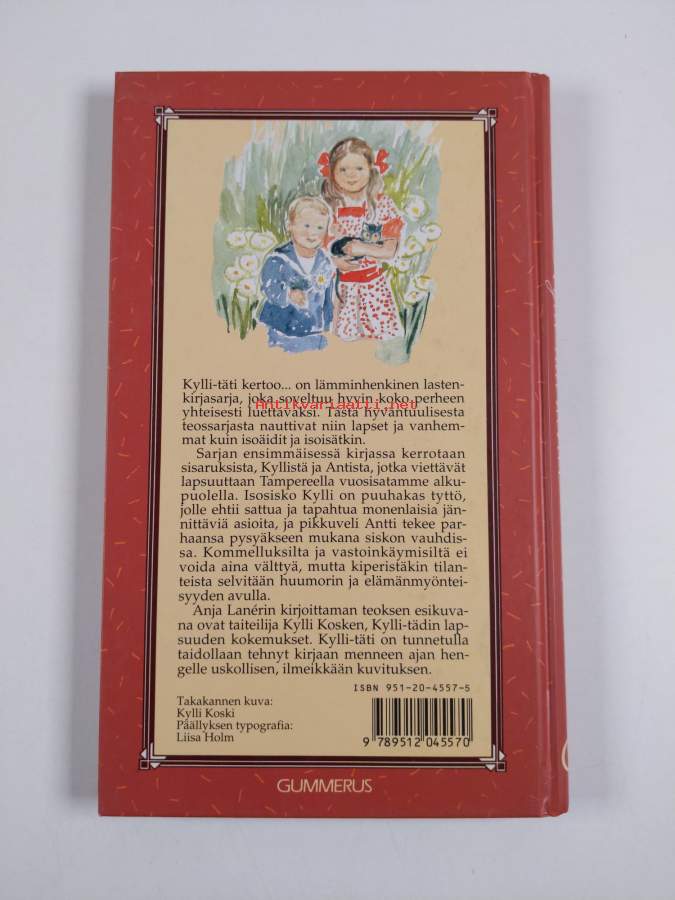 Kylli-täti kertoo... on lämminhenkinen lasten-
kirjasarja, joka soveltuu hyvin koko perheen
Antikvariaatti.net
yhteisesti luettavaksi. Tästä hyväntuulisesta
teossarjasta nauttivat niin lapset ja vanhem-
mat kuin isoäidit ja isoisätkin.
Sarjan ensimmäisessä kirjassa kerrotaan
sisaruksista, Kyllistä ja Antista, jotka viettävät
lapsuuttaan Tampereella vuosisatamme alku-
puolella. Isosisko Kylli on puuhakas tyttö,
jolle ehtii sattua ja tapahtua monenlaisia jän-
nittäviä asioita, ja pikkuveli Antti tekee par-
haansa pysyäkseen mukana siskon vauhdis-
sa. Kommelluksilta ja vastoinkäymisiltä ei
voida aina välttyä, mutta kiperistäkin tilan-
teista selvitään huumorin ja elämänmyöntei-
syyden avulla.
Anja Lanérin kirjoittaman teoksen esikuva-
na ovat taiteilija Kylli Kosken, Kylli-tädin lap-
suuden kokemukset. Kylli-täti on tunnetulla
taidollaan tehnyt kirjaan menneen ajan hen-
gelle uskollisen, ilmeikkään kuvituksen.
ISBN 951-20-4557-5
Takakannen kuva:
Kylli Koski
Päällyksen typografia:
Liisa Holm
9 789512 045570
GUMMERUS